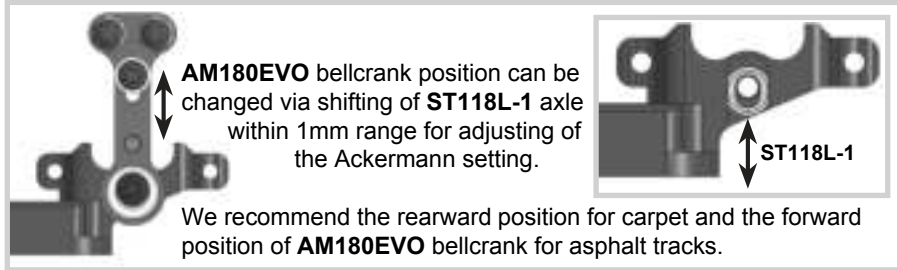 AM180EVO bellcrank position can be
changed via shifting of ST118L-1 axle
within 1mm range for adjusting of
the Ackermann setting.
ST118L-1
We recommend the rearward position for carpet and the forward
position of AM180EVO bellcrank for asphalt tracks.